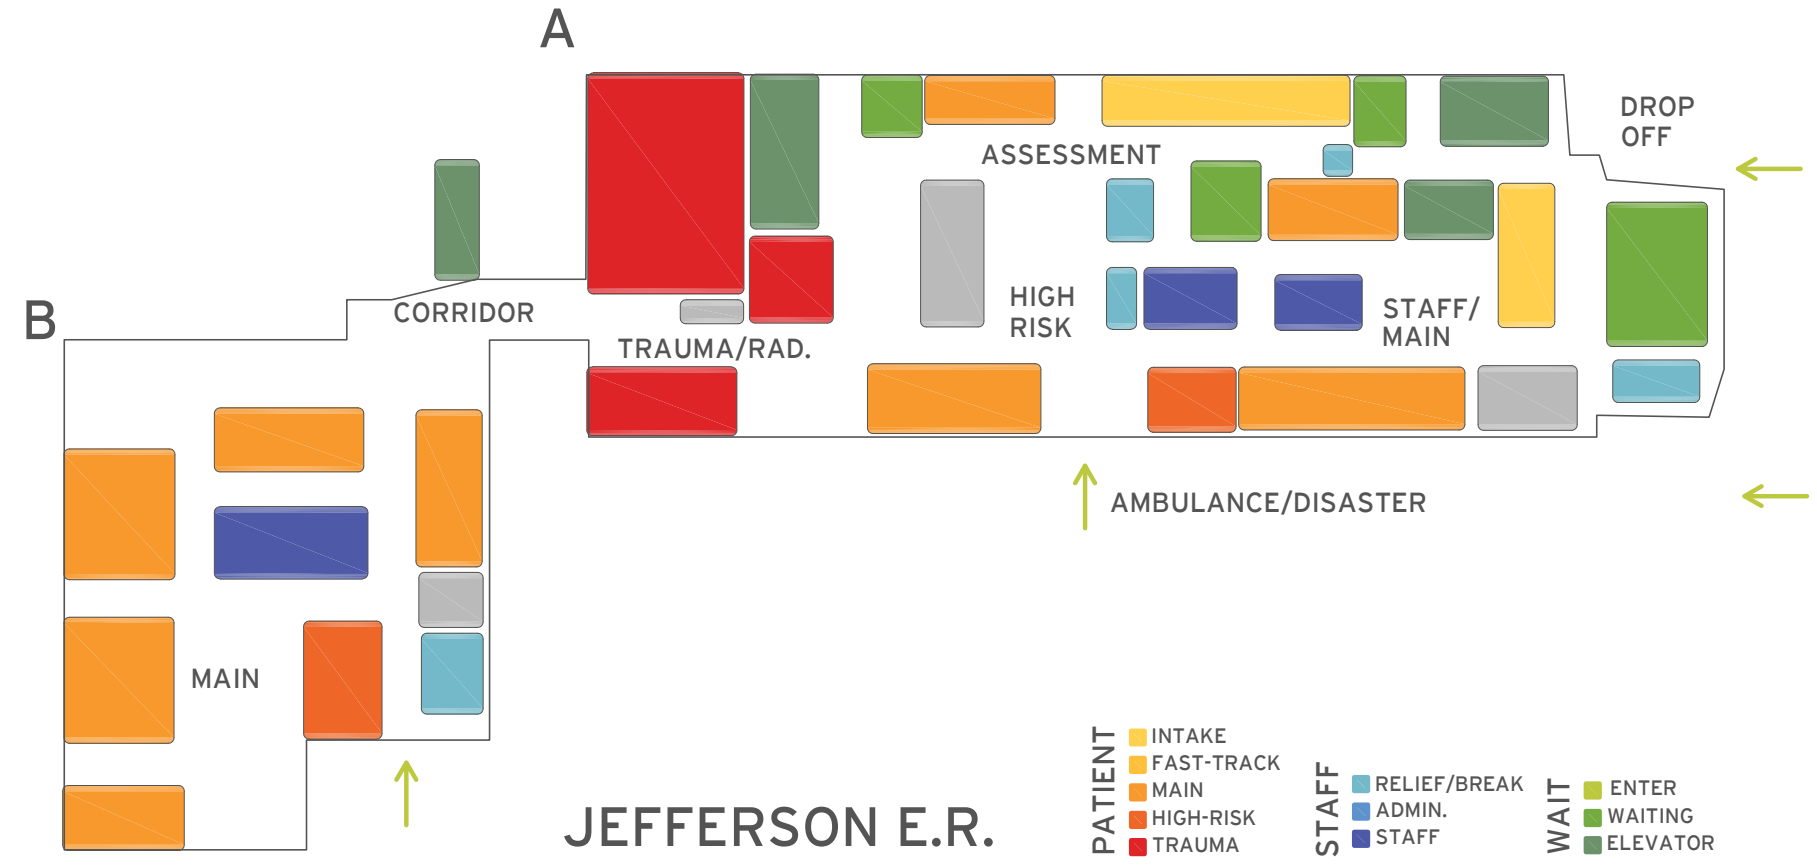 A
DROP
OFF
ASSESSMENT
B
CORRIDOR
HIGH
RISK
STAFF/
MAIN
TRAUMA/RAD.
AMBULANCE/DISASTER
MAIN
JEFFERSON E.R.
PATIENT
INTAKE
FAST-TRACK
MAIN
HIGH-RISK
TRAUMA
STAFF
RELIEF/BREAK
ADMIN.
STAFF
WAIT
ENTER
WAITING
ELEVATOR